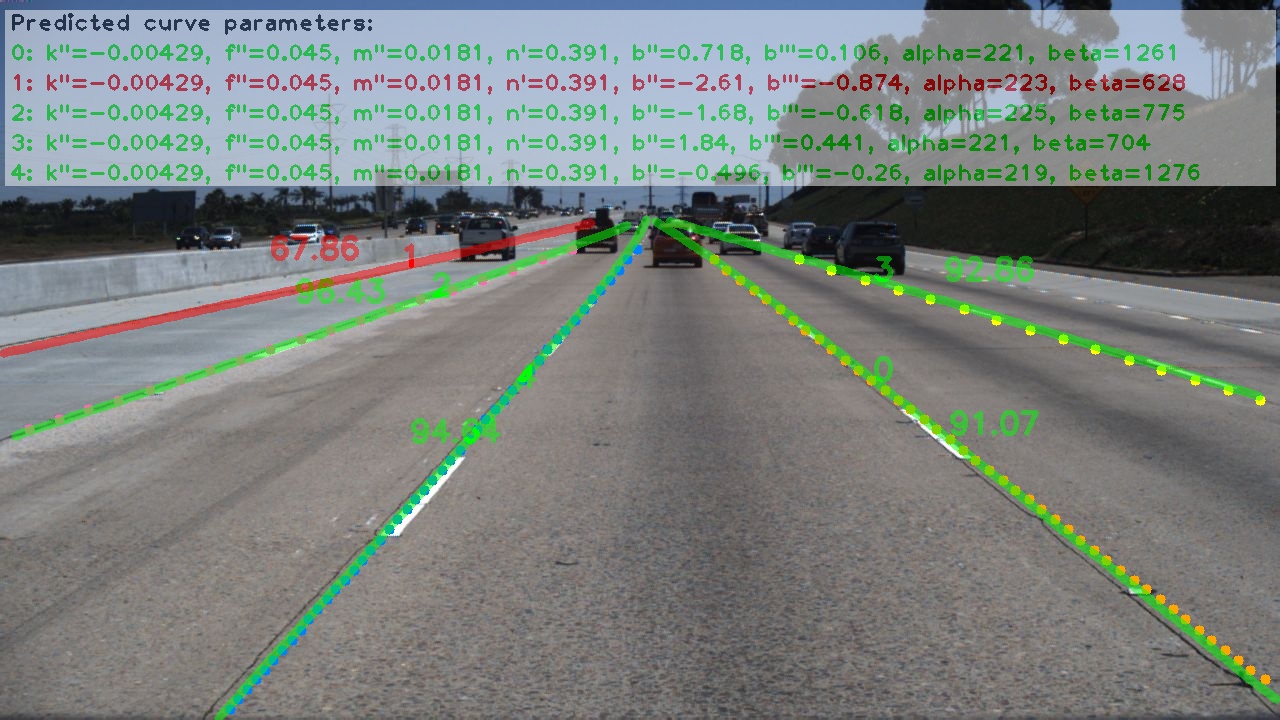 Predicted curve parameters:
0: k''=-0.00429, f''=0.045, m''=0.0181, n'=0.391, b''=0.718, b'''=0.106, alpha=221, beta=1261
1: k''=-0.00429, f''=0.045, m''=0.0181, n'=0.391, b''=-2.61, b'''=-0.874, alpha=223, beta=628
2: k''=-0.00429, f''=0.045, m''=0.0181, n'=0.391, b''=-1.68, b'''=-0.618, alpha=225, beta=775
3: k''=-0.00429, f''=0.045, m''=0.0181, n'=0.391, b''=1.84, b'''=0.441, alpha=221, beta=704
4: k''=-0.00429, f''=0.045, m''=0.0181, n'=0.391, b''=-0.496, b'''=-0.26, alpha=219, beta=1276
67.86 1
96.43 2
3 92.86
0
94.64
91.07